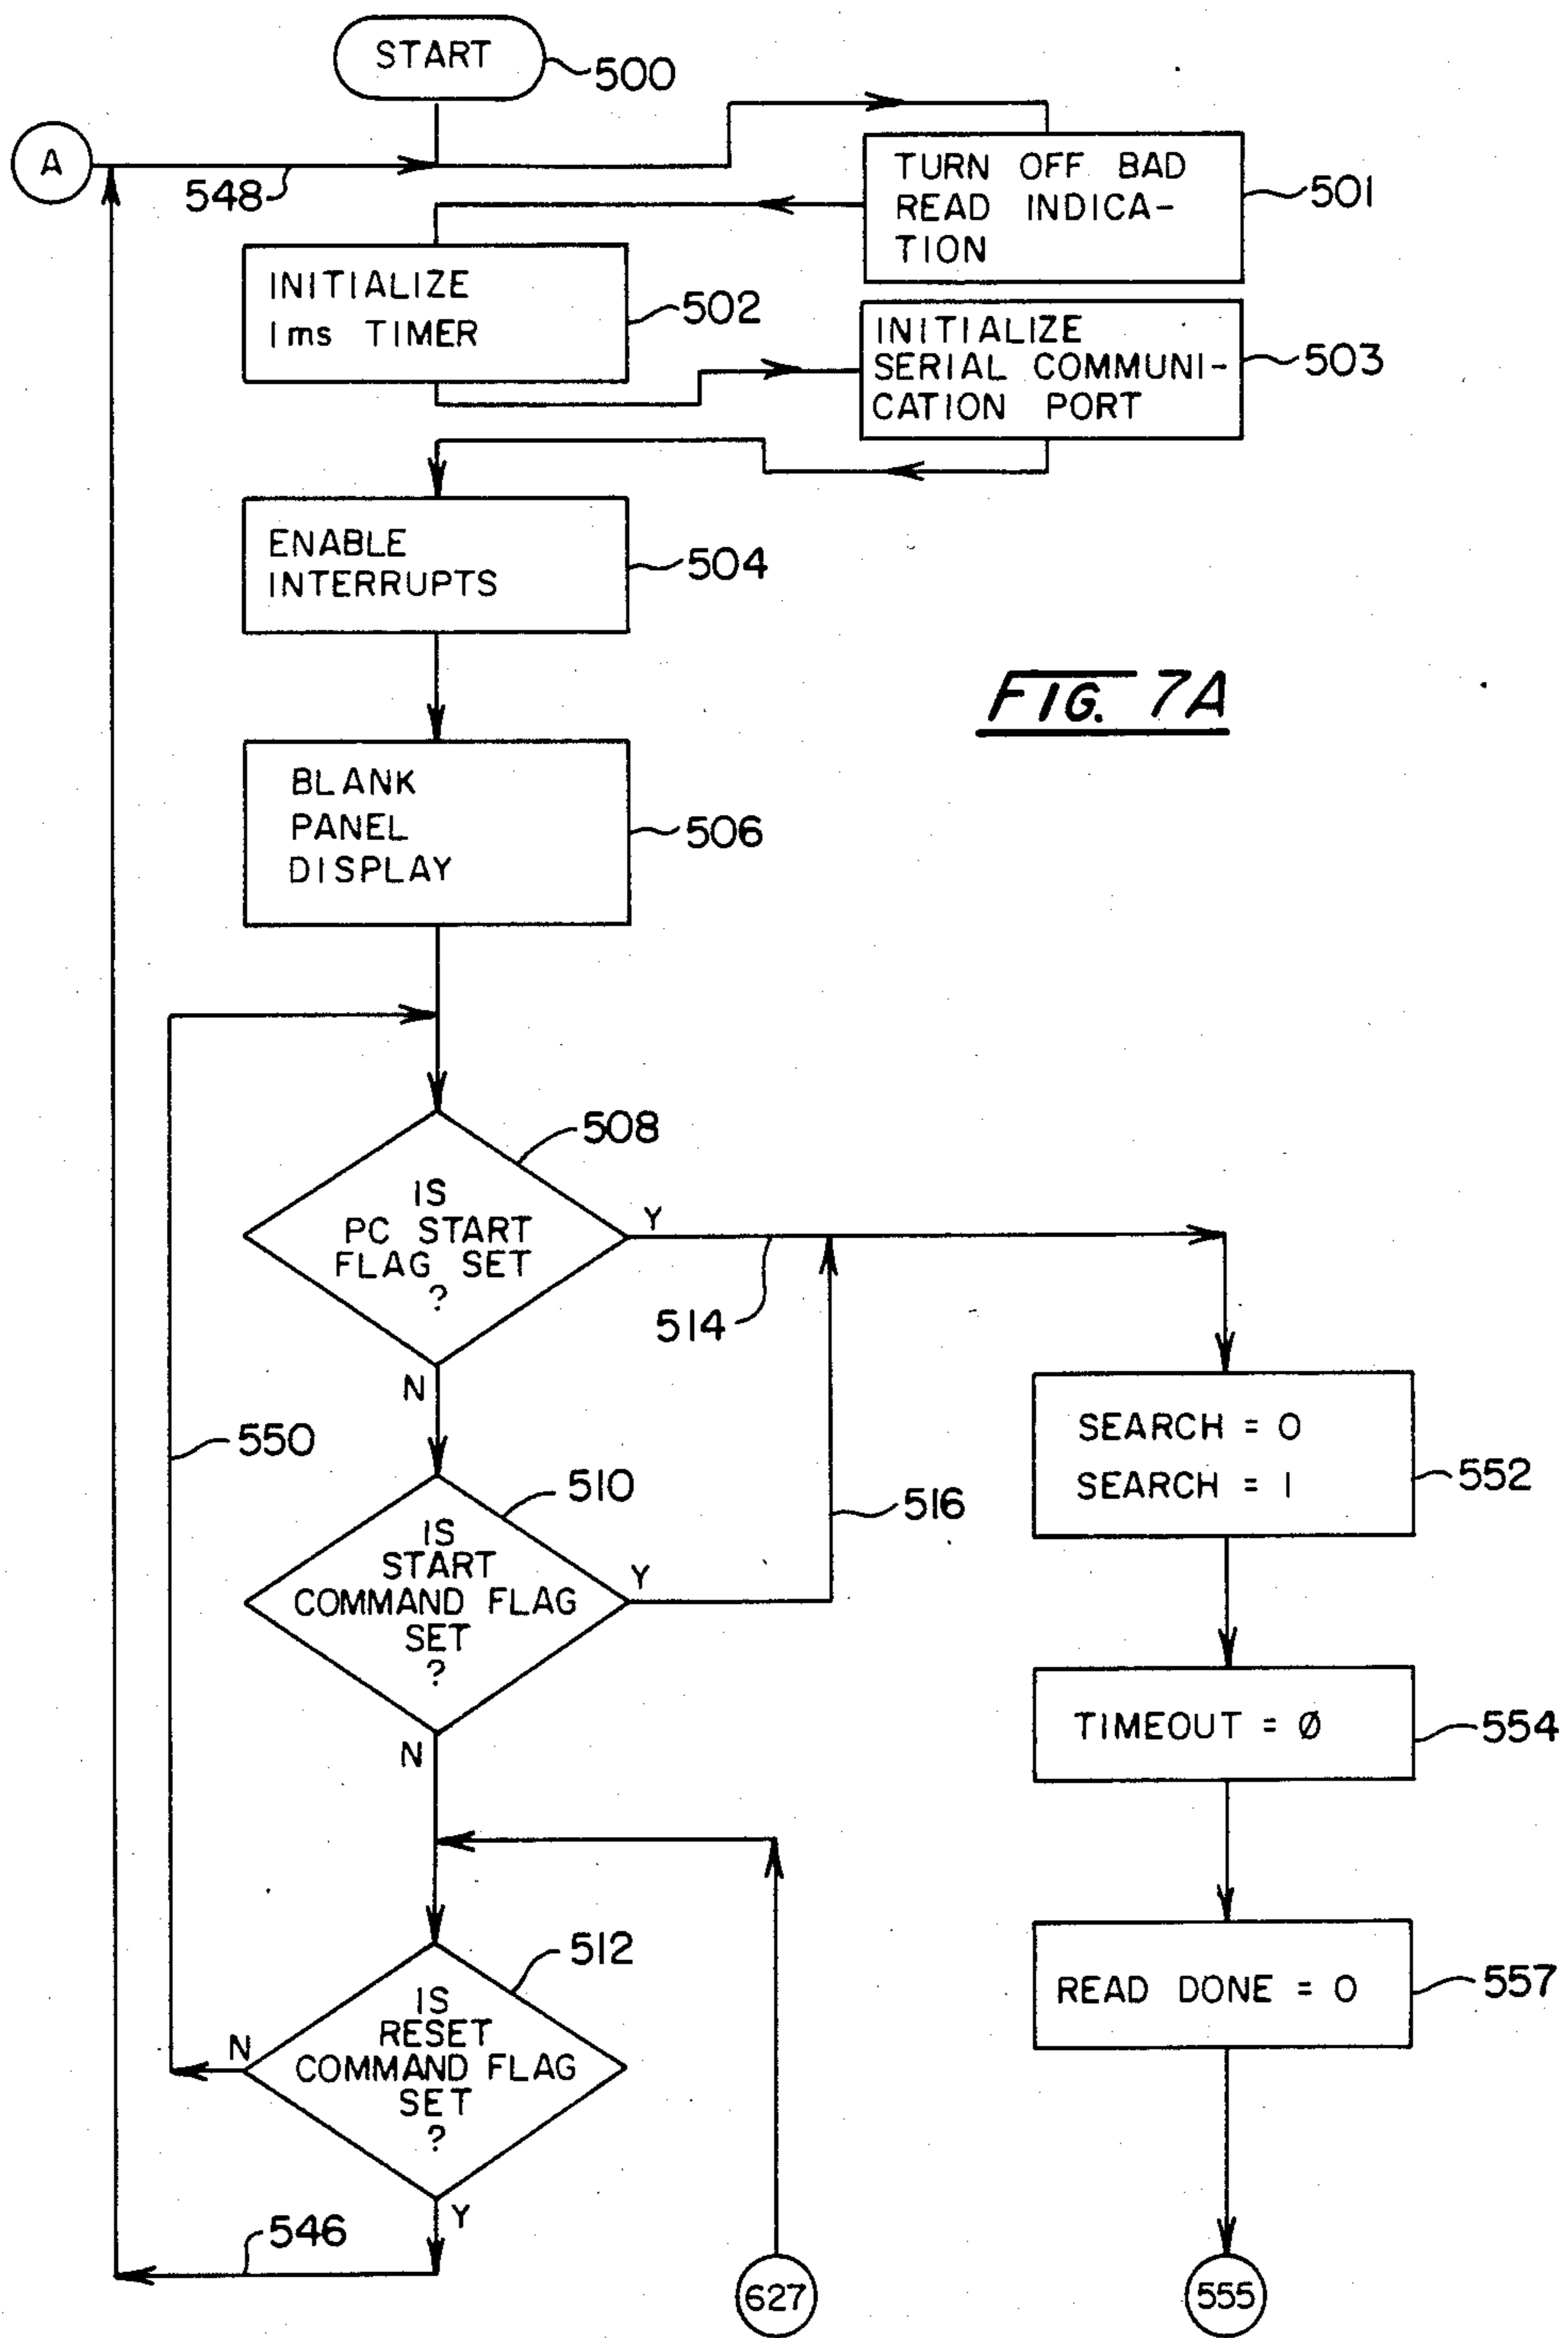 START
500
A
548
TURN OFF BAD
READ INDICA-
TION
501
INITIALIZE
1ms TIMER
502
INITIALIZE
SERIAL COMMUNI-
CATION PORT
503
ENABLE
INTERRUPTS
504
FIG. 7A
BLANK
PANEL
DISPLAY
506
508
IS
PC START
FLAG SET
?
Y
514
N
550
510
IS
START
COMMAND FLAG
SET
?
Y
516
N
SEARCH = 0
SEARCH = 1
552
TIMEOUT = Ø
554
512
IS
RESET
COMMAND FLAG
SET
?
N
Y
546
READ DONE = 0
557
627
555